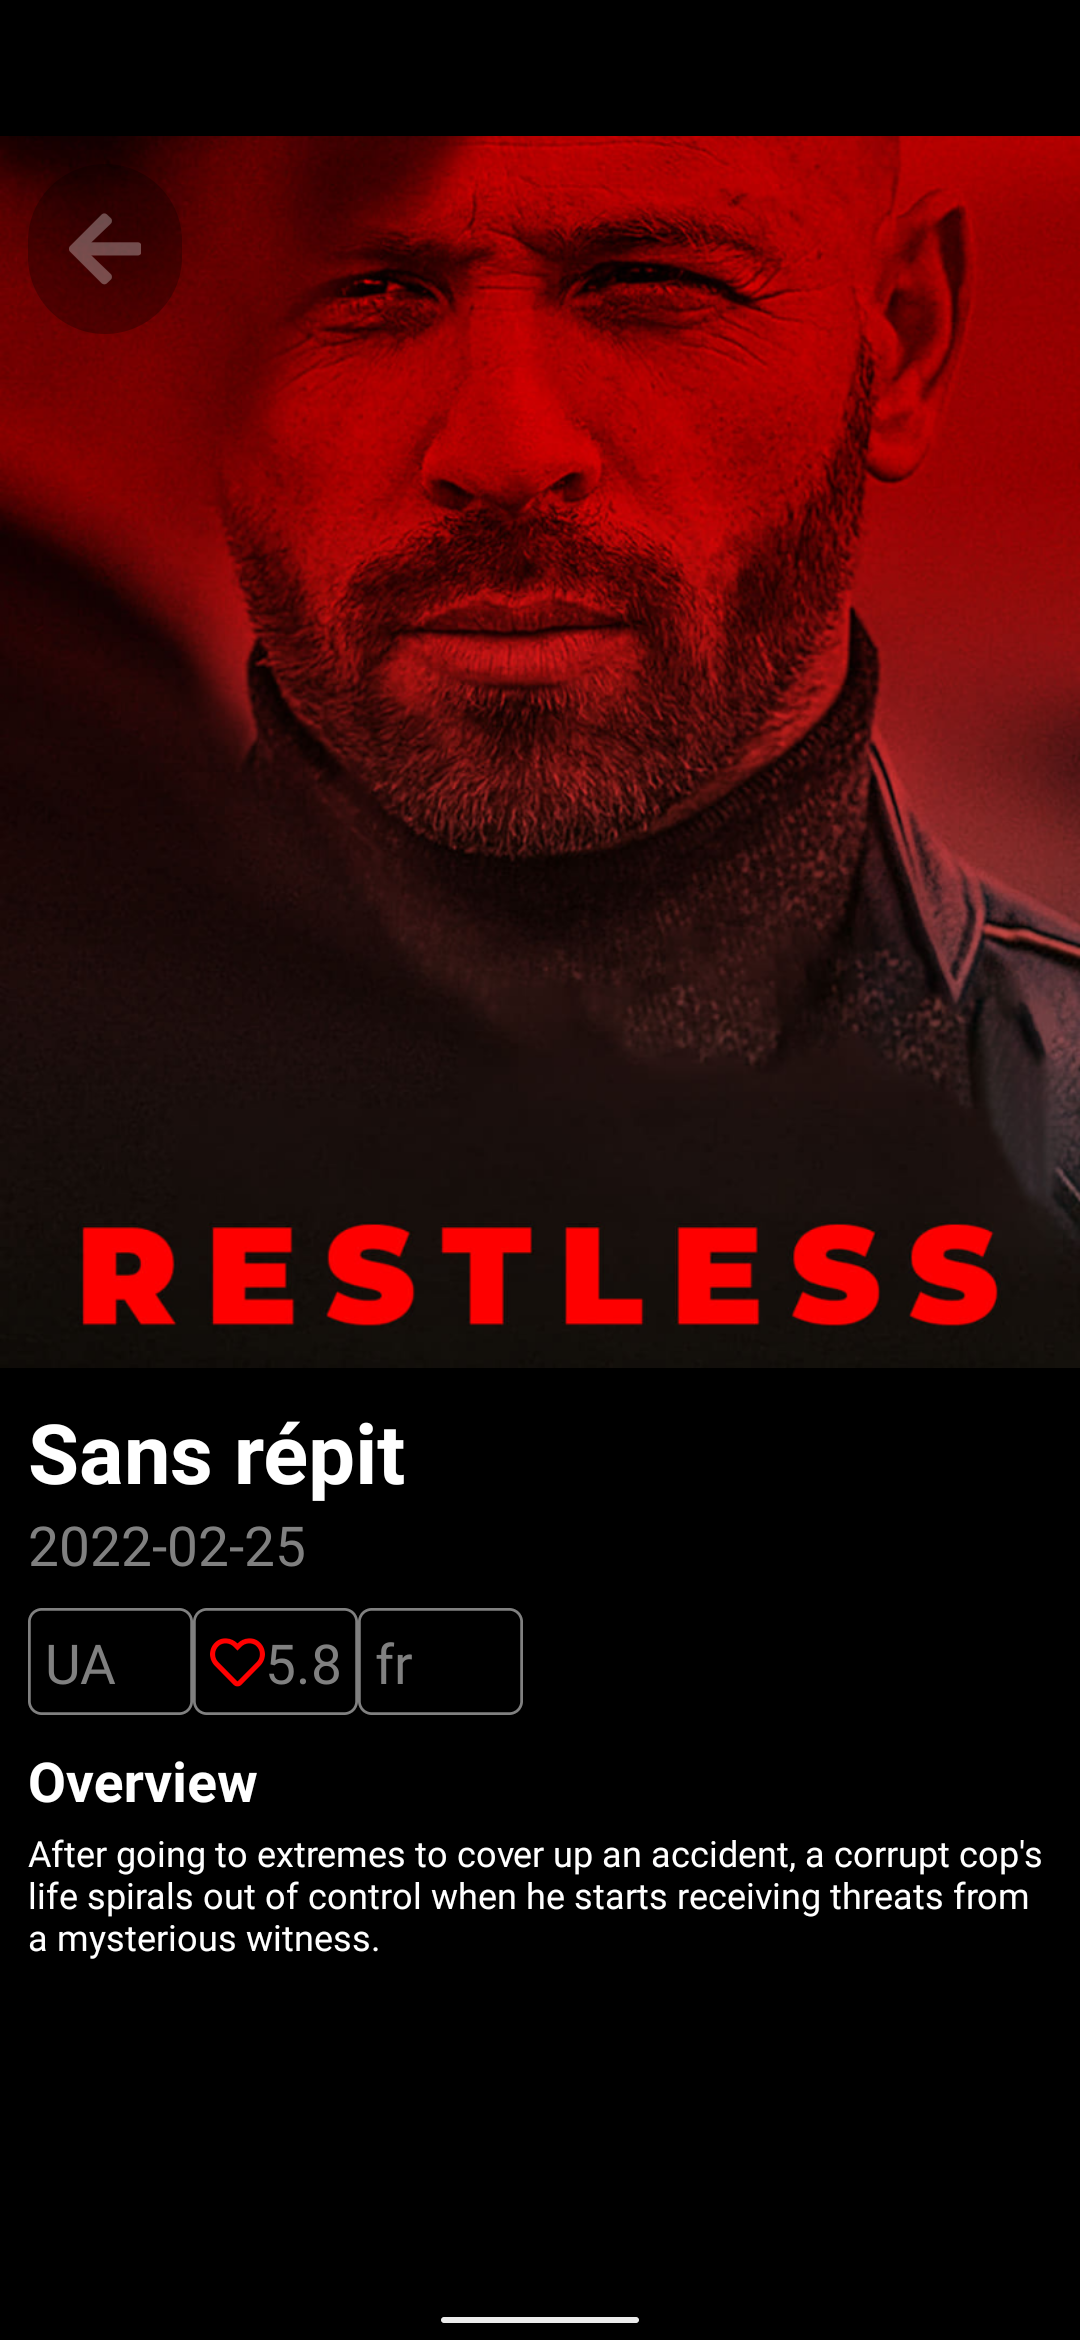 RESTLESS
Sans répit
2022-02-25
UA 5.8 fr
Overview
After going to extremes to cover up an accident, a corrupt cop's
life spirals out of control when he starts receiving threats from
a mysterious witness.